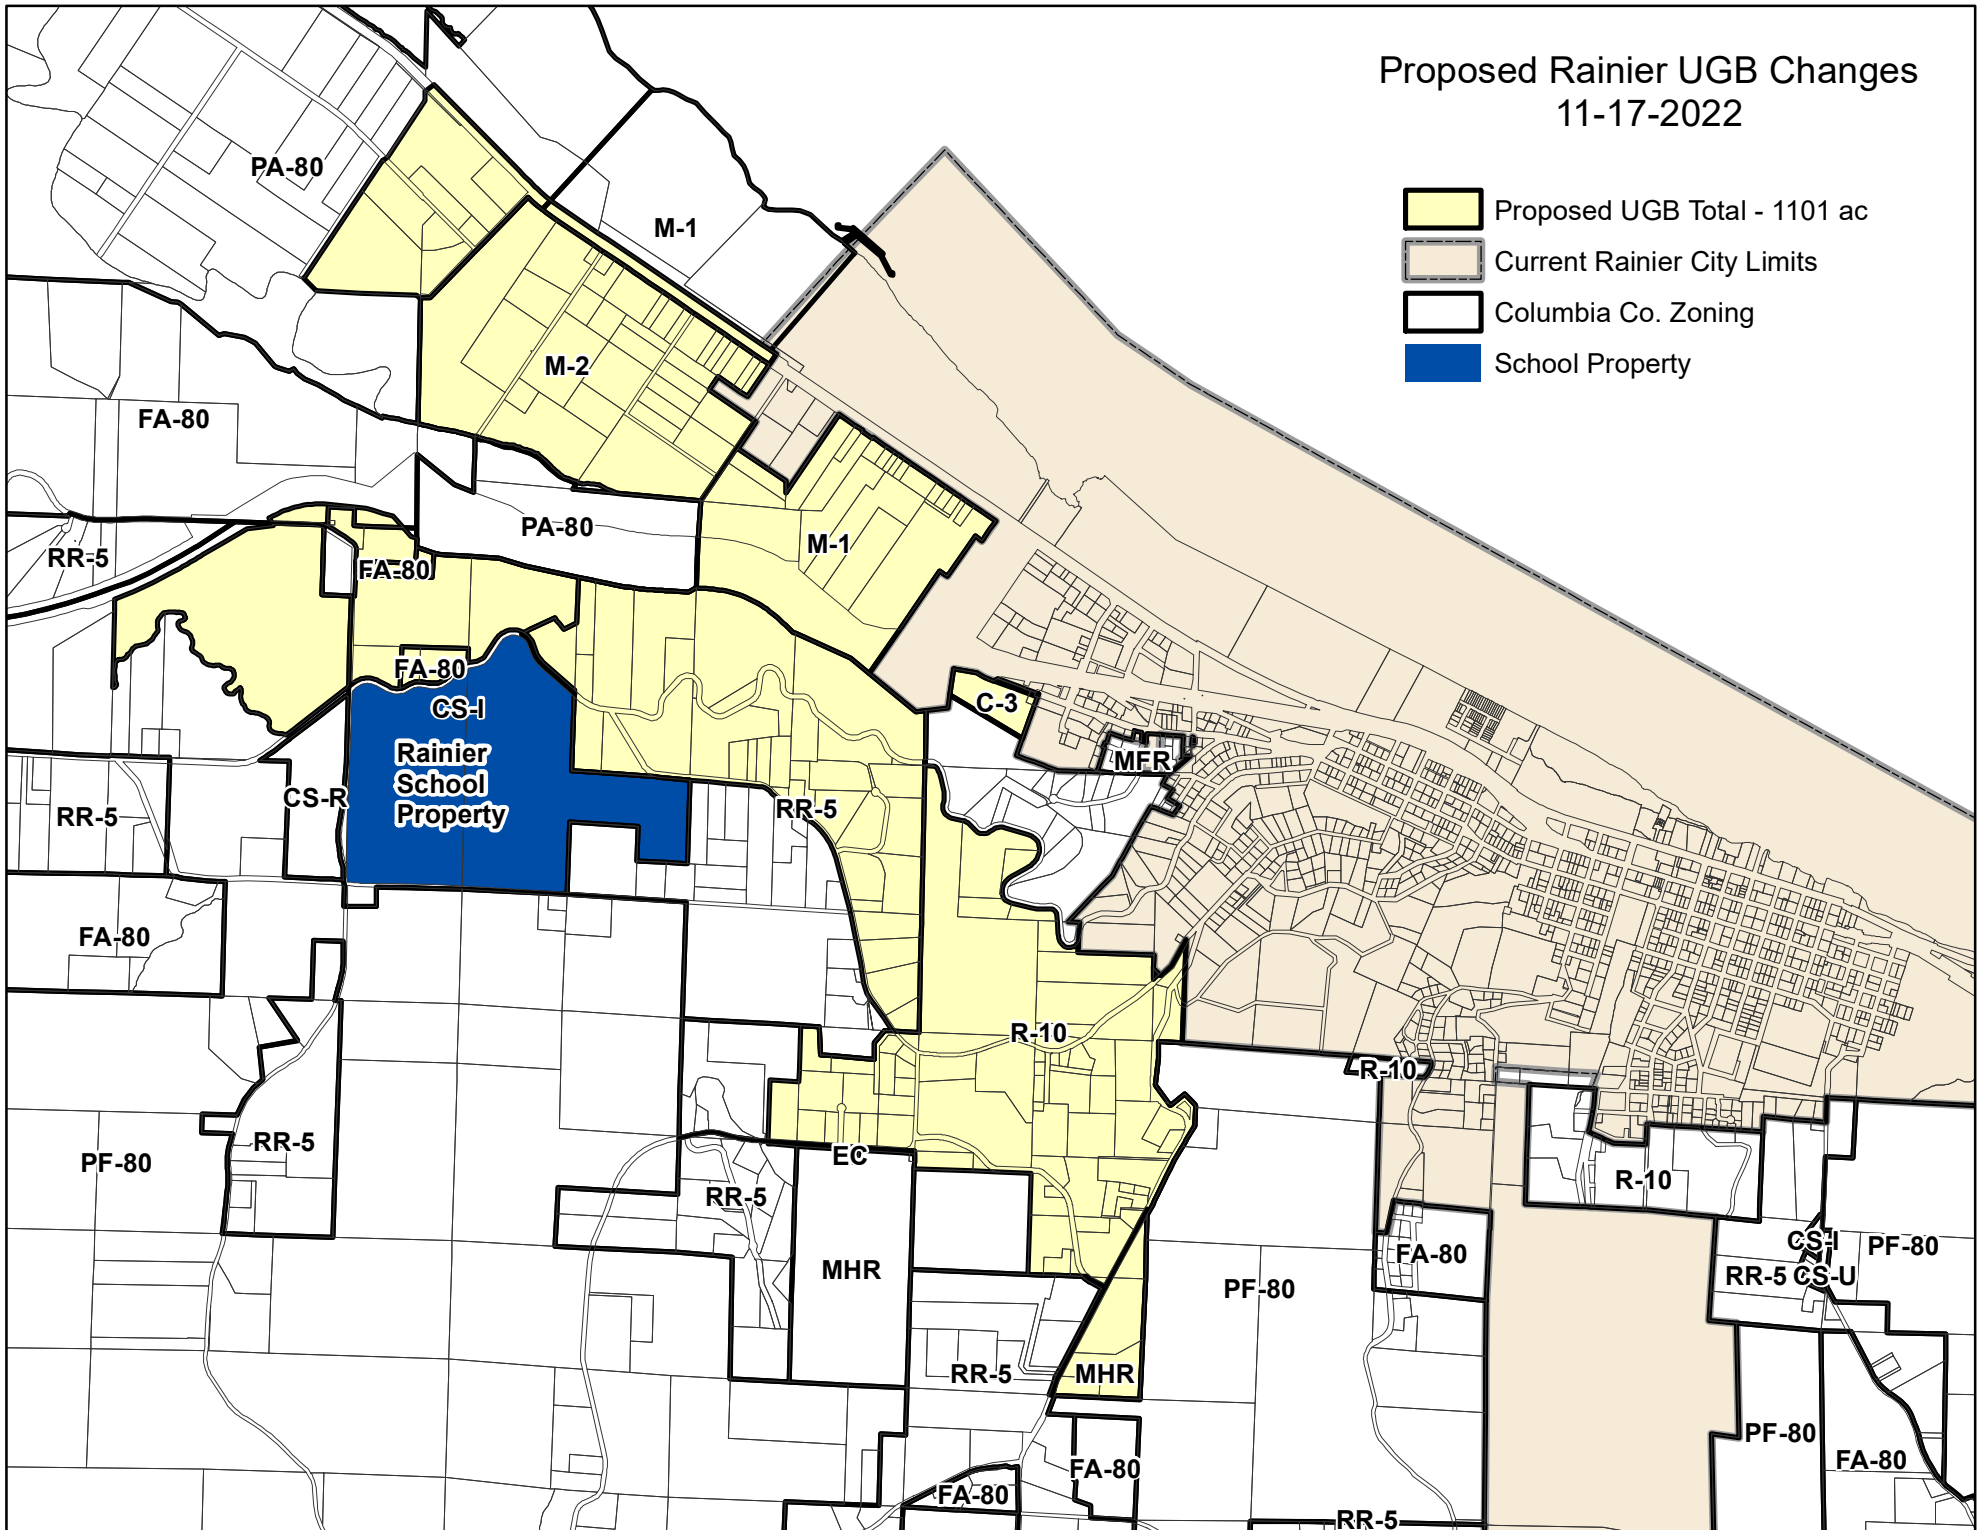 Proposed Rainier UGB Changes
11-17-2022
Proposed UGB Total - 1101 ac
Current Rainier City Limits
Columbia Co. Zoning
School Property
PA-80
M-1
M-2
FA-80
PA-80
M-1
RR-5
FA-80
FA-80
CS-I
Rainier
School
Property
C-3
MFR
CS-R
RR-5
RR-5
FA-80
R-10
R-10
RR-5
PF-80
EC
RR-5
R-10
MHR
PF-80
FA-80
CS-I
PF-80
RR-5
CS-U
RR-5
MHR
PF-80
FA-80
FA-80
FA-80
RR-5